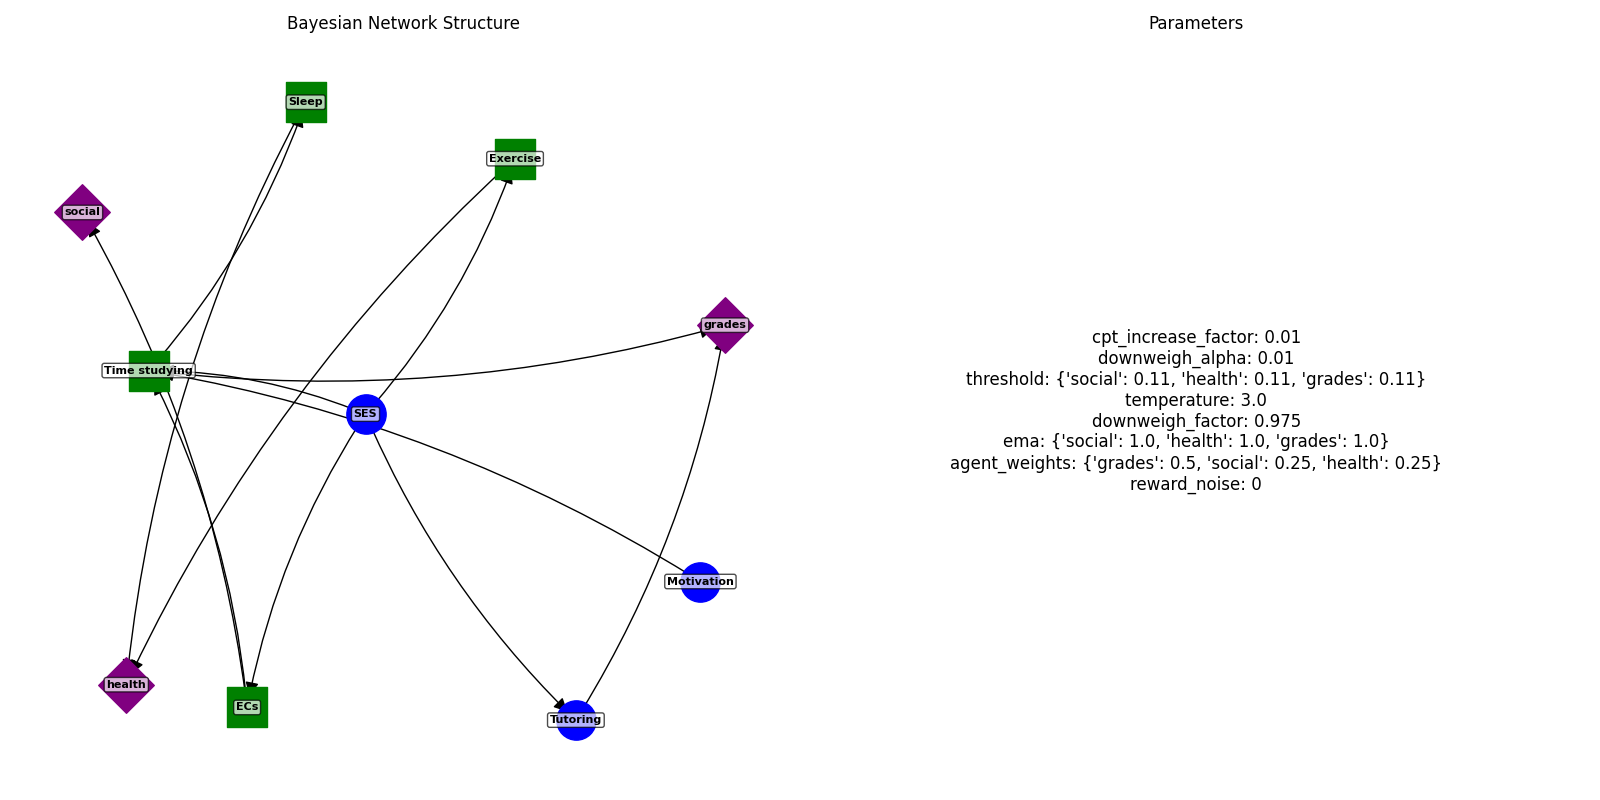 Bayesian Network Structure
Parameters
Sleep
Exercise
social
grades
Time studying
SES
Motivation
health
ECs
Tutoring
cpt_increase_factor: 0.01
downweigh_alpha: 0.01
threshold: {'social': 0.11, 'health': 0.11, 'grades': 0.11}
temperature: 3.0
downweigh_factor: 0.975
ema: {'social': 1.0, 'health': 1.0, 'grades': 1.0}
agent_weights: {'grades': 0.5, 'social': 0.25, 'health': 0.25}
reward_noise: 0